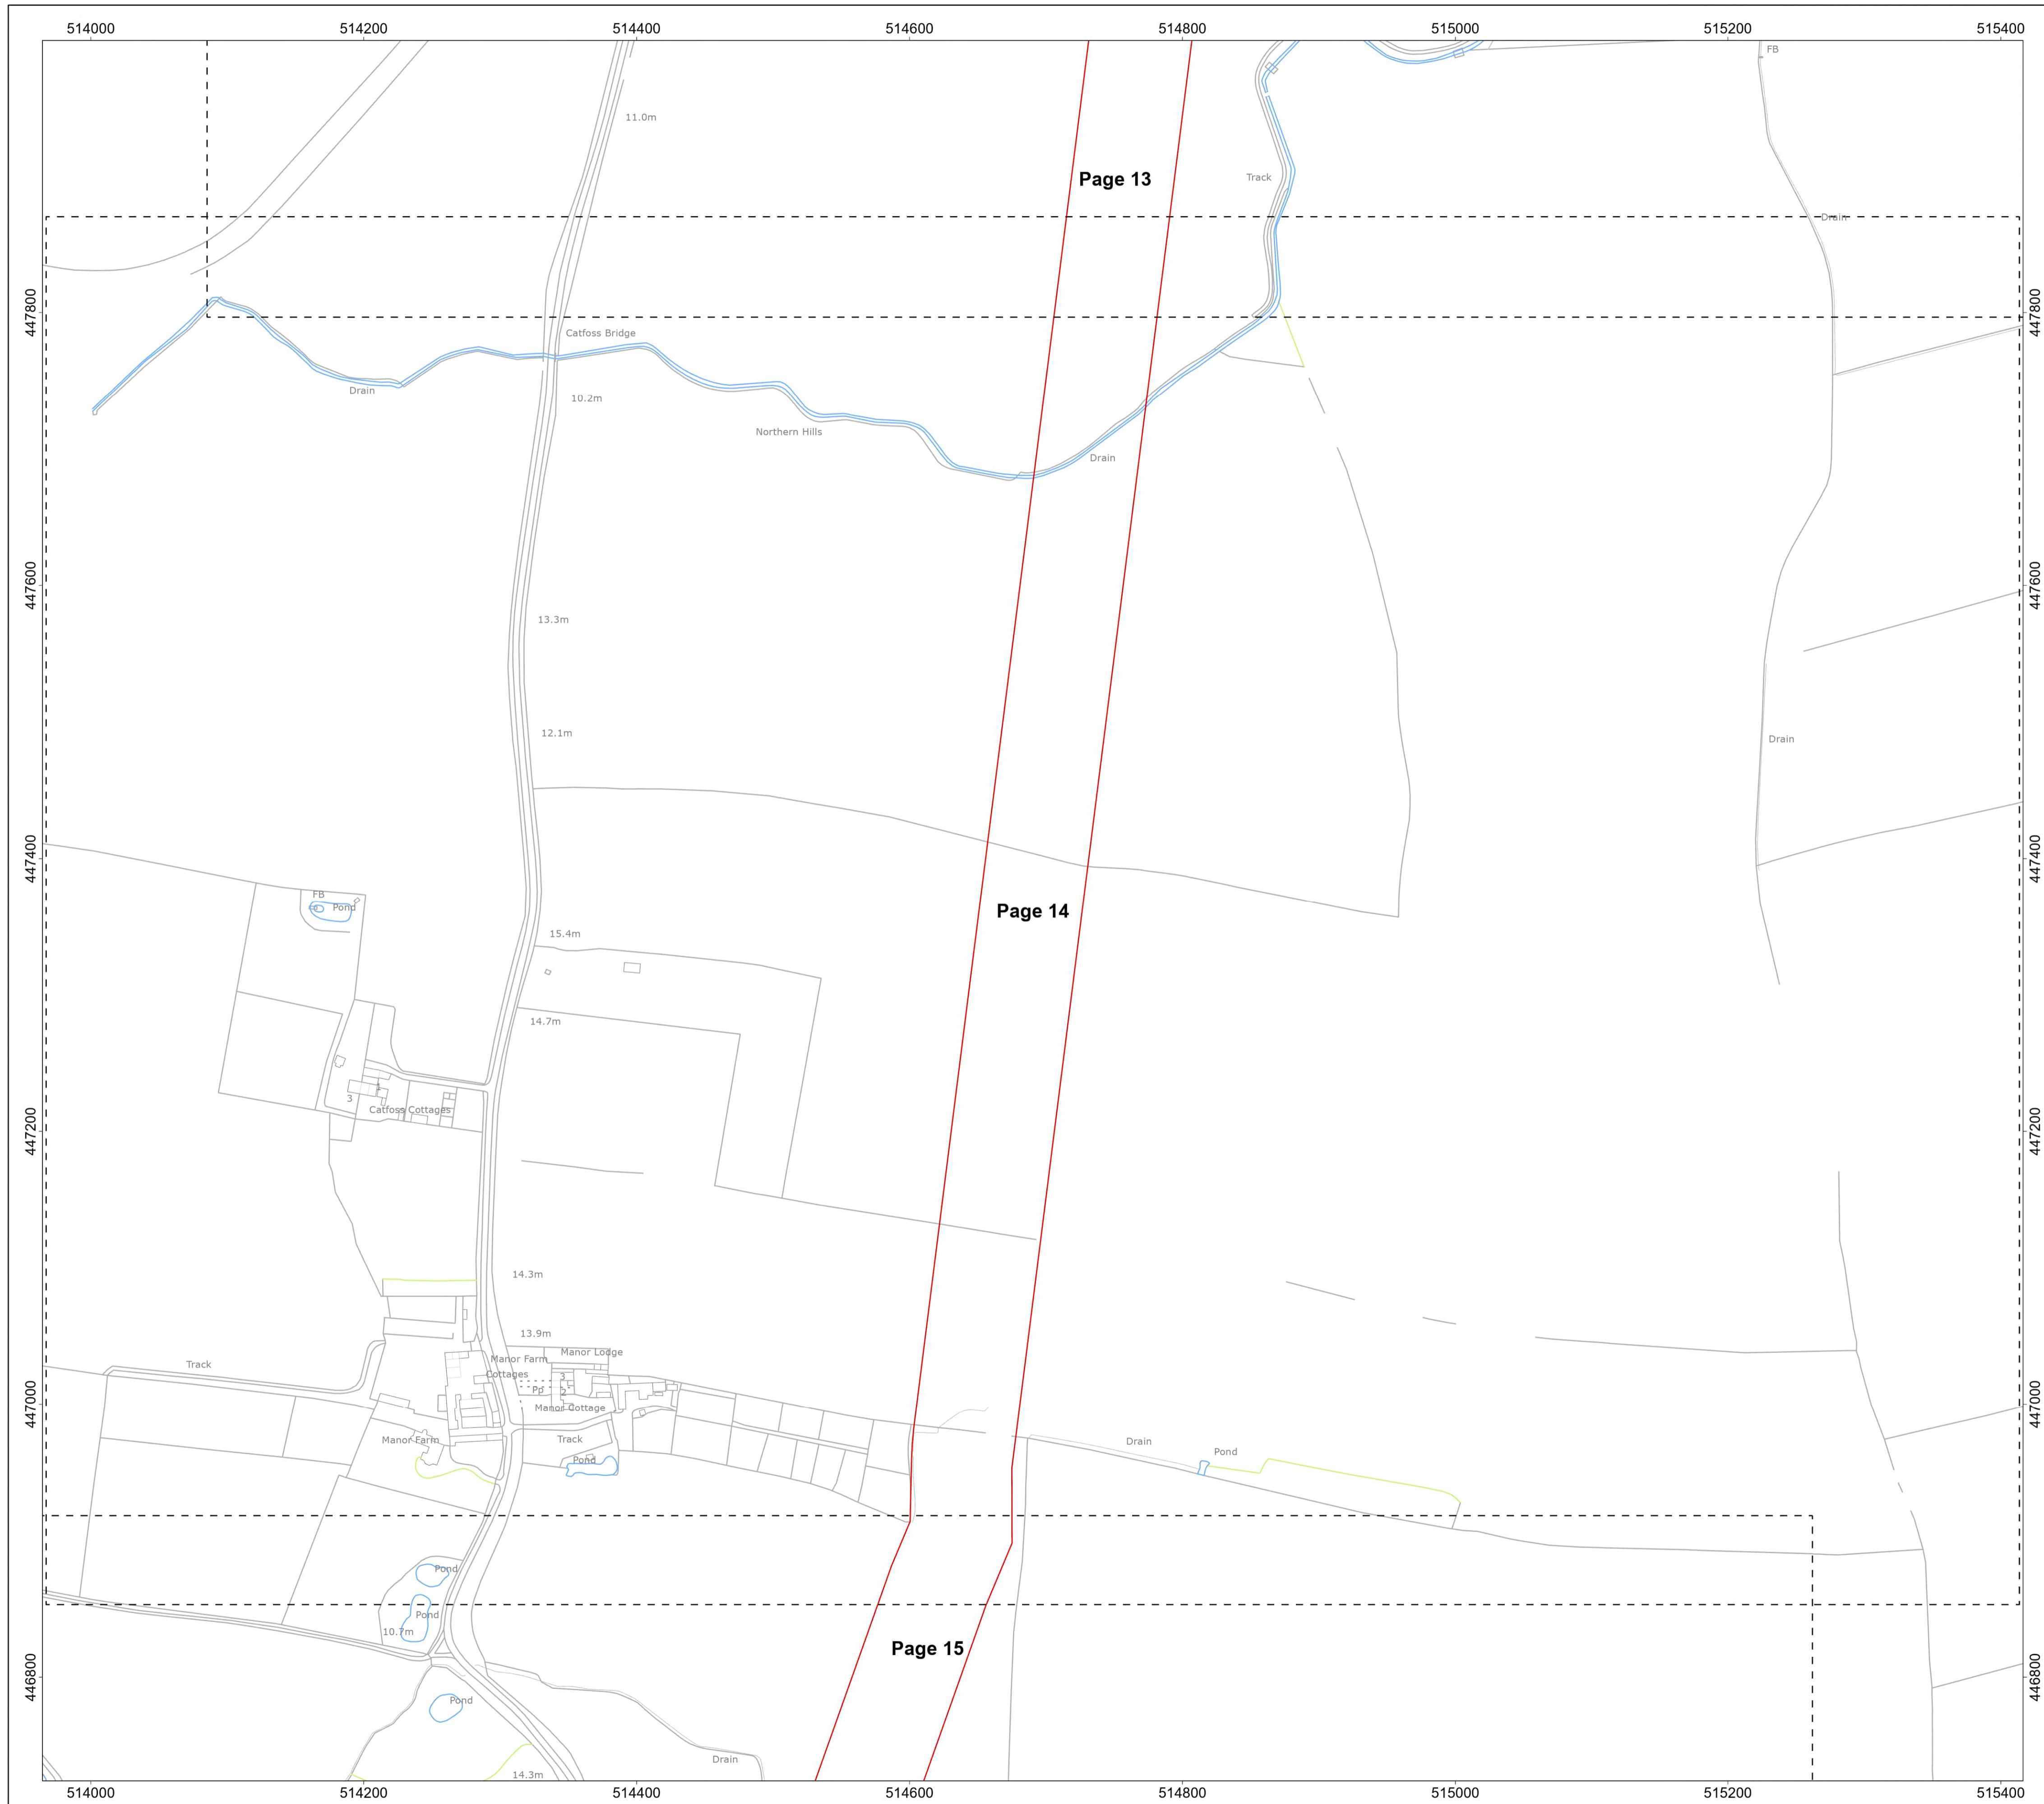 514000 514200 514400 514600 514800 515000 515200 515400
FB
11.0m
Page 13
Track
Drain
447800
447800
Catfoss Bridge
Drain
10.2m
Northern Hills
Drain
447600
447600
13.3m
12.1m
Drain
447400
447400
FB
Pond
Page 14
15.4m
14.7m
1
3
Catfoss Cottages
447200
447200
14.3m
13.9m
Manor Lodge
Manor Farm
Cottages
Track
3
Pp
2
Manor Cottage
447000
447000
Manor Farm
Track
Drain
Pond
Pond
Pond
Pond
10.7m
Page 15
446800
446800
Pond
Drain
14.3m
514000 514200 514400 514600 514800 515000 515200 515400